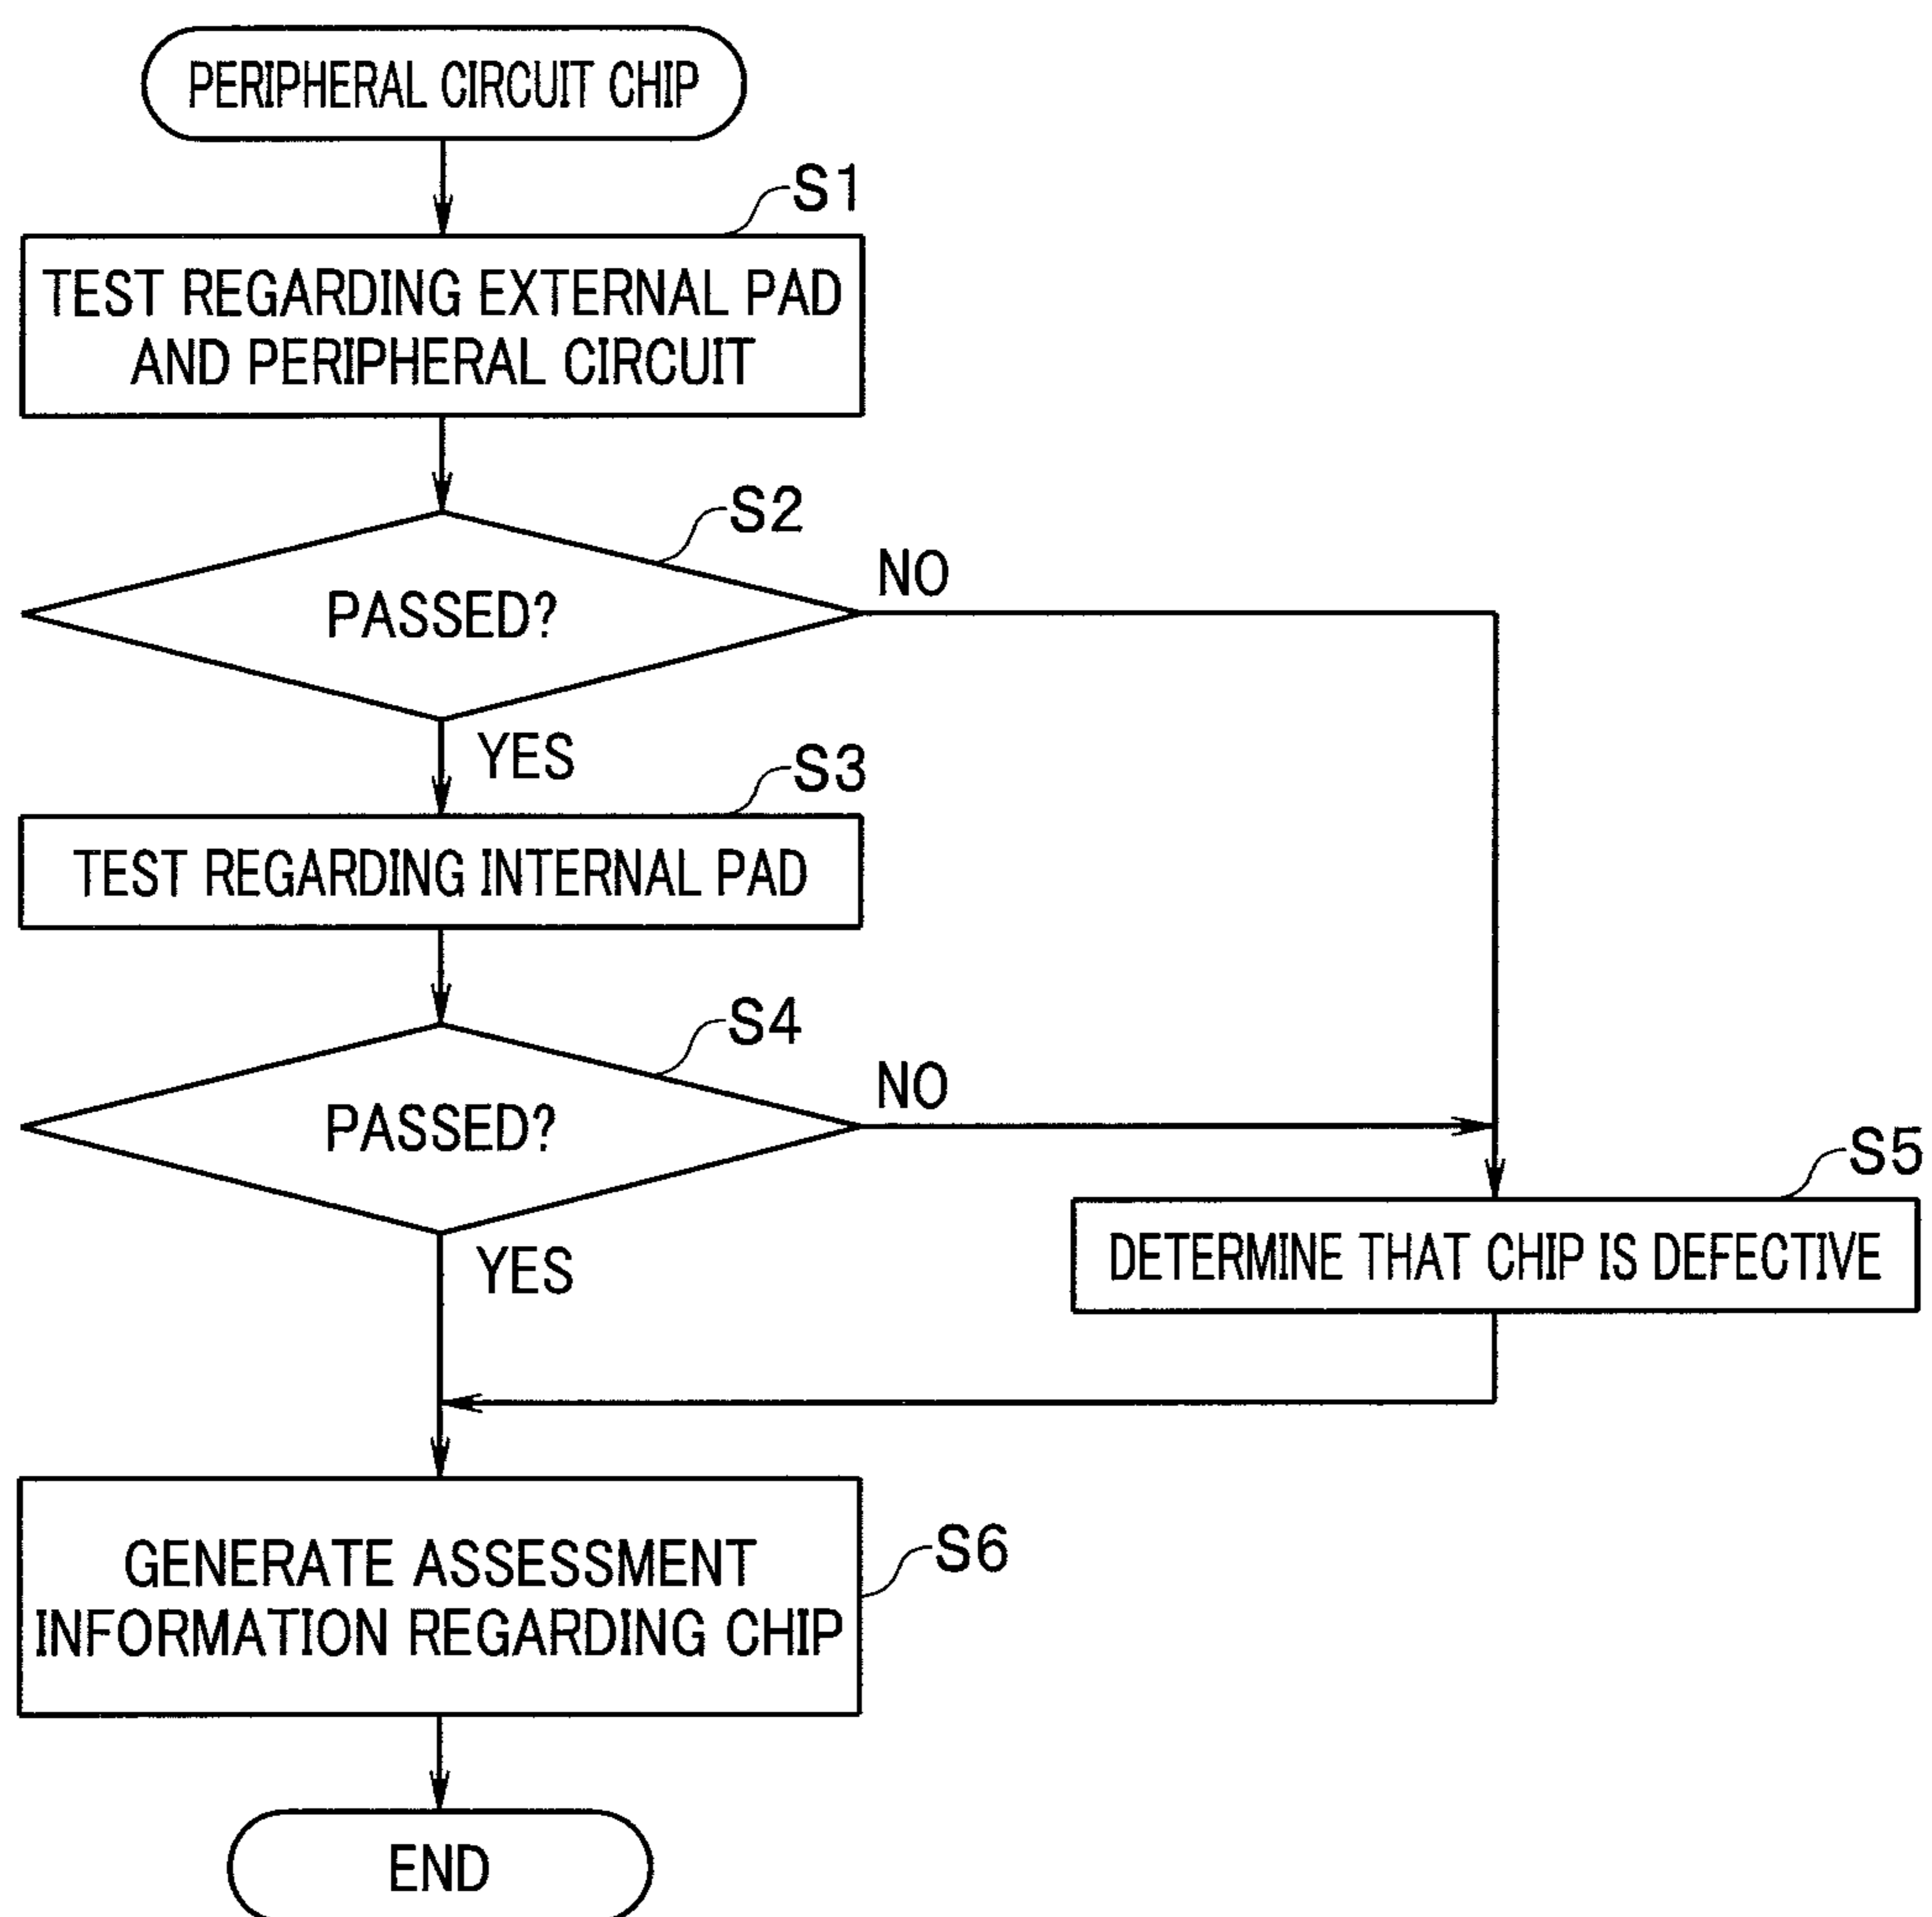 PERIPHERAL CIRCUIT CHIP
S1
TEST REGARDING EXTERNAL PAD
AND PERIPHERAL CIRCUIT
S2
PASSED?
NO
YES
S3
TEST REGARDING INTERNAL PAD
S4
PASSED?
NO
YES
S5
DETERMINE THAT CHIP IS DEFECTIVE
GENERATE ASSESSMENT
INFORMATION REGARDING CHIP
S6
END